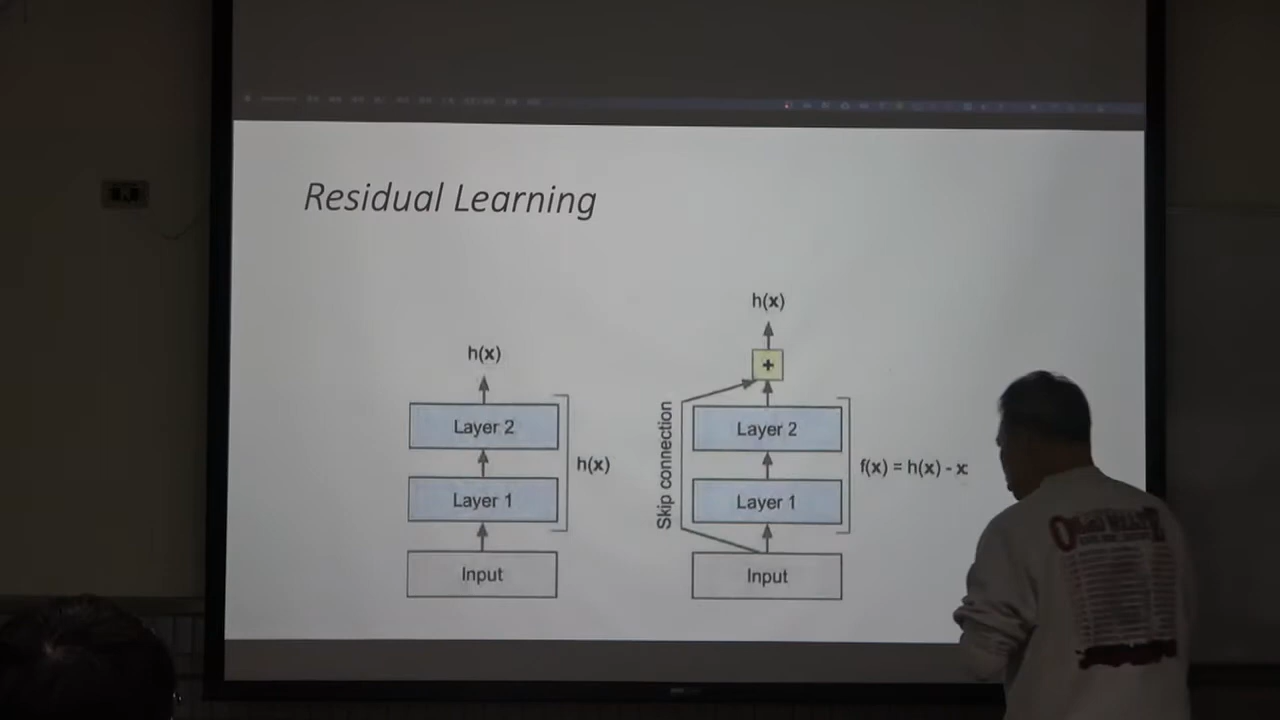 Residual Learning
h(x)
Layer 2
Layer 1
Input
h(x)
h(x)
+
Skip connection
Layer 2
Layer 1
Input
f(x) = h(x) - x